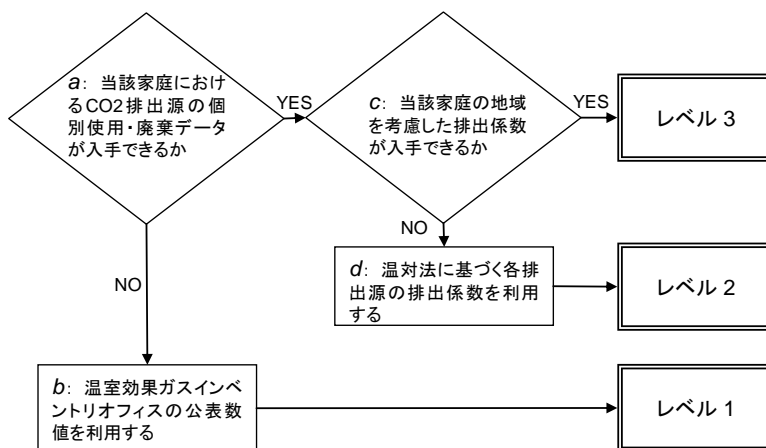 a: 当該家庭におけ
るCO2排出源の個
別使用・廃棄データ
が入手できるか
YES
c: 当該家庭の地域
を考慮した排出係数
が入手できるか
YES
レベル 3
NO
NO
d: 温対法に基づく各排
出源の排出係数を利用
する
レベル 2
b: 温室効果ガスインベ
ントリオフィスの公表数
値を利用する
レベル 1